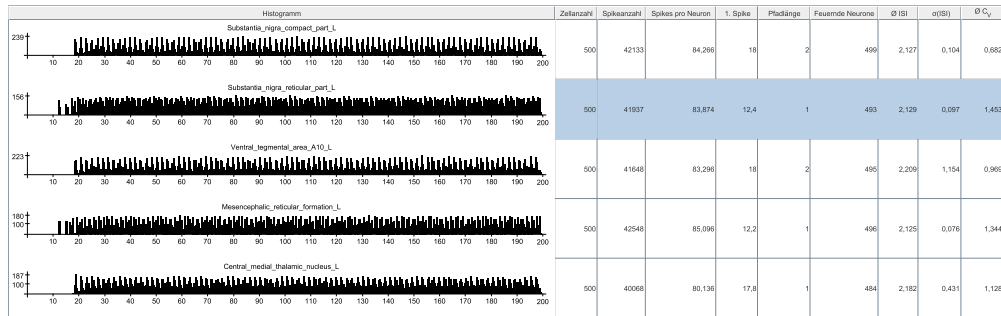 Histogramm Zellanzahl Spikeanzahl Spikes pro Neuron 1. Spike Pfadlänge Feuernde Neurone Ø ISI σ(ISI) Ø CV
Substantia_nigra_compact_part_L
239
10 20 30 40 50 60 70 80 90 100 110 120 130 140 150 160 170 180 190 200
500 42133 84,266 18 2 499 2,127 0,104 0,682
Substantia_nigra_reticular_part_L
156
10 20 30 40 50 60 70 80 90 100 110 120 130 140 150 160 170 180 190 200
500 41937 83,874 12,4 1 493 2,129 0,097 1,453
Ventral_tegmental_area_A10_L
223
10 20 30 40 50 60 70 80 90 100 110 120 130 140 150 160 170 180 190 200
500 41648 83,296 18 2 495 2,209 1,154 0,969
Mesencephalic_reticular_formation_L
180
100
10 20 30 40 50 60 70 80 90 100 110 120 130 140 150 160 170 180 190 200
500 42548 85,096 12,2 1 496 2,125 0,076 1,344
Central_medial_thalamic_nucleus_L
187
100
10 20 30 40 50 60 70 80 90 100 110 120 130 140 150 160 170 180 190 200
500 40068 80,136 17,8 1 484 2,182 0,431 1,128